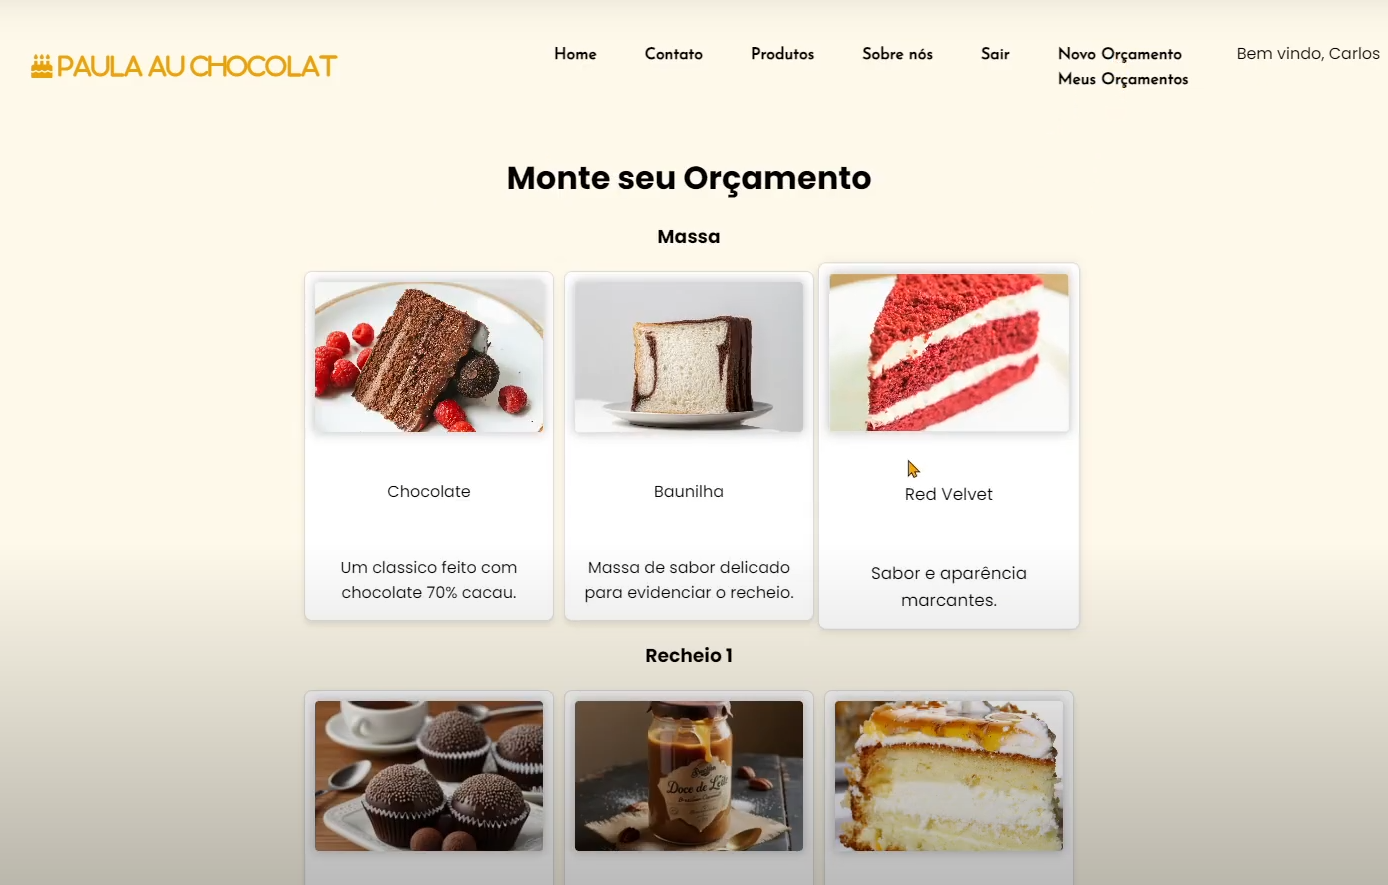 PAULA AU CHOCOLAT
Home
Contato
Produtos
Sobre nós
Sair
Novo Orçamento
Meus Orçamentos
Bem vindo, Carlos
Monte seu Orçamento
Massa
Chocolate
Um classico feito com
chocolate 70% cacau.
Baunilha
Massa de sabor delicado
para evidenciar o recheio.
Red Velvet
Sabor e aparência
marcantes.
Recheio 1
Doce de Leite